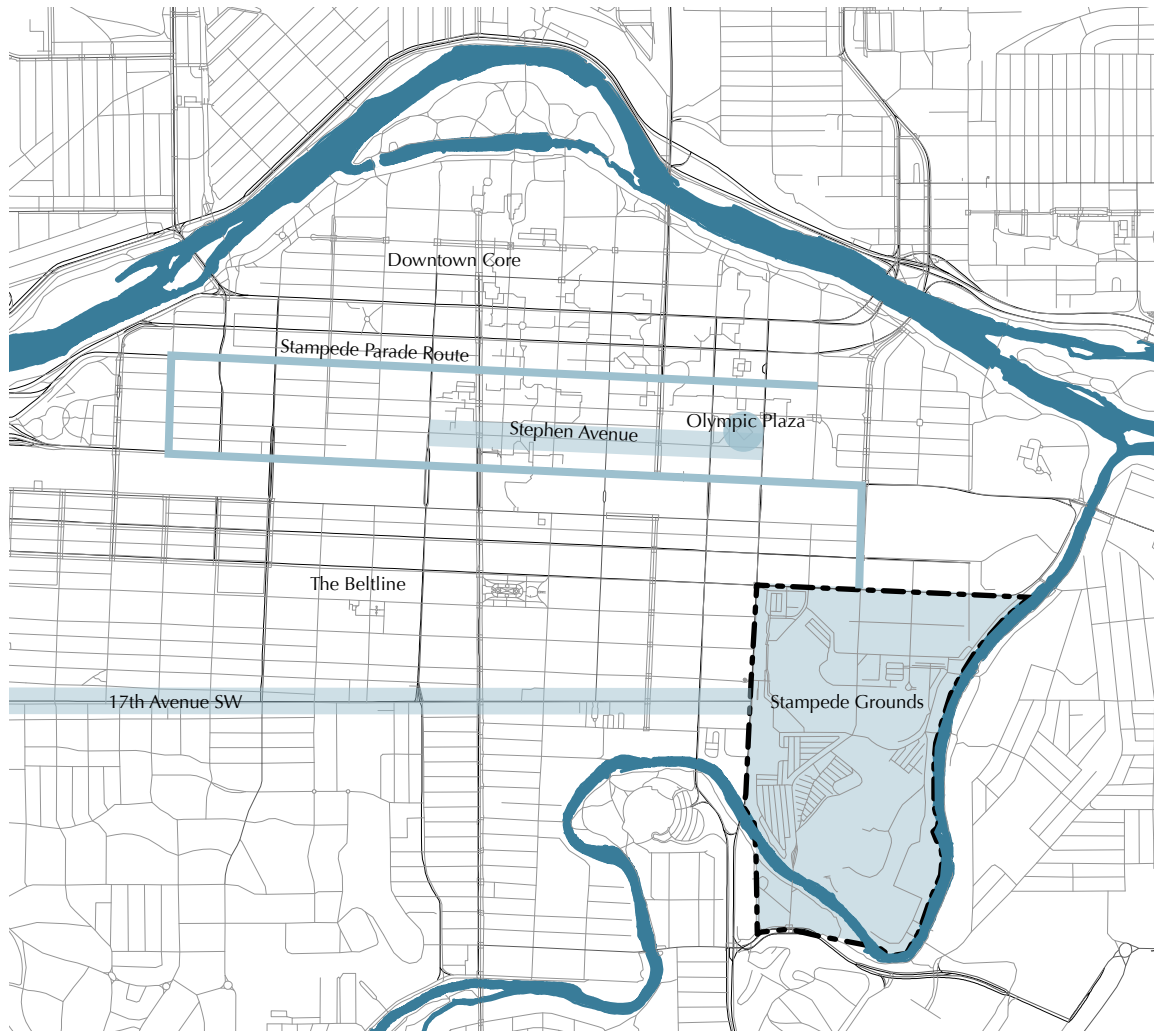 Downtown Core
Stampede Parade Route
Olympic Plaza
Stephen Avenue
The Beltline
17th Avenue SW
Stampede Grounds